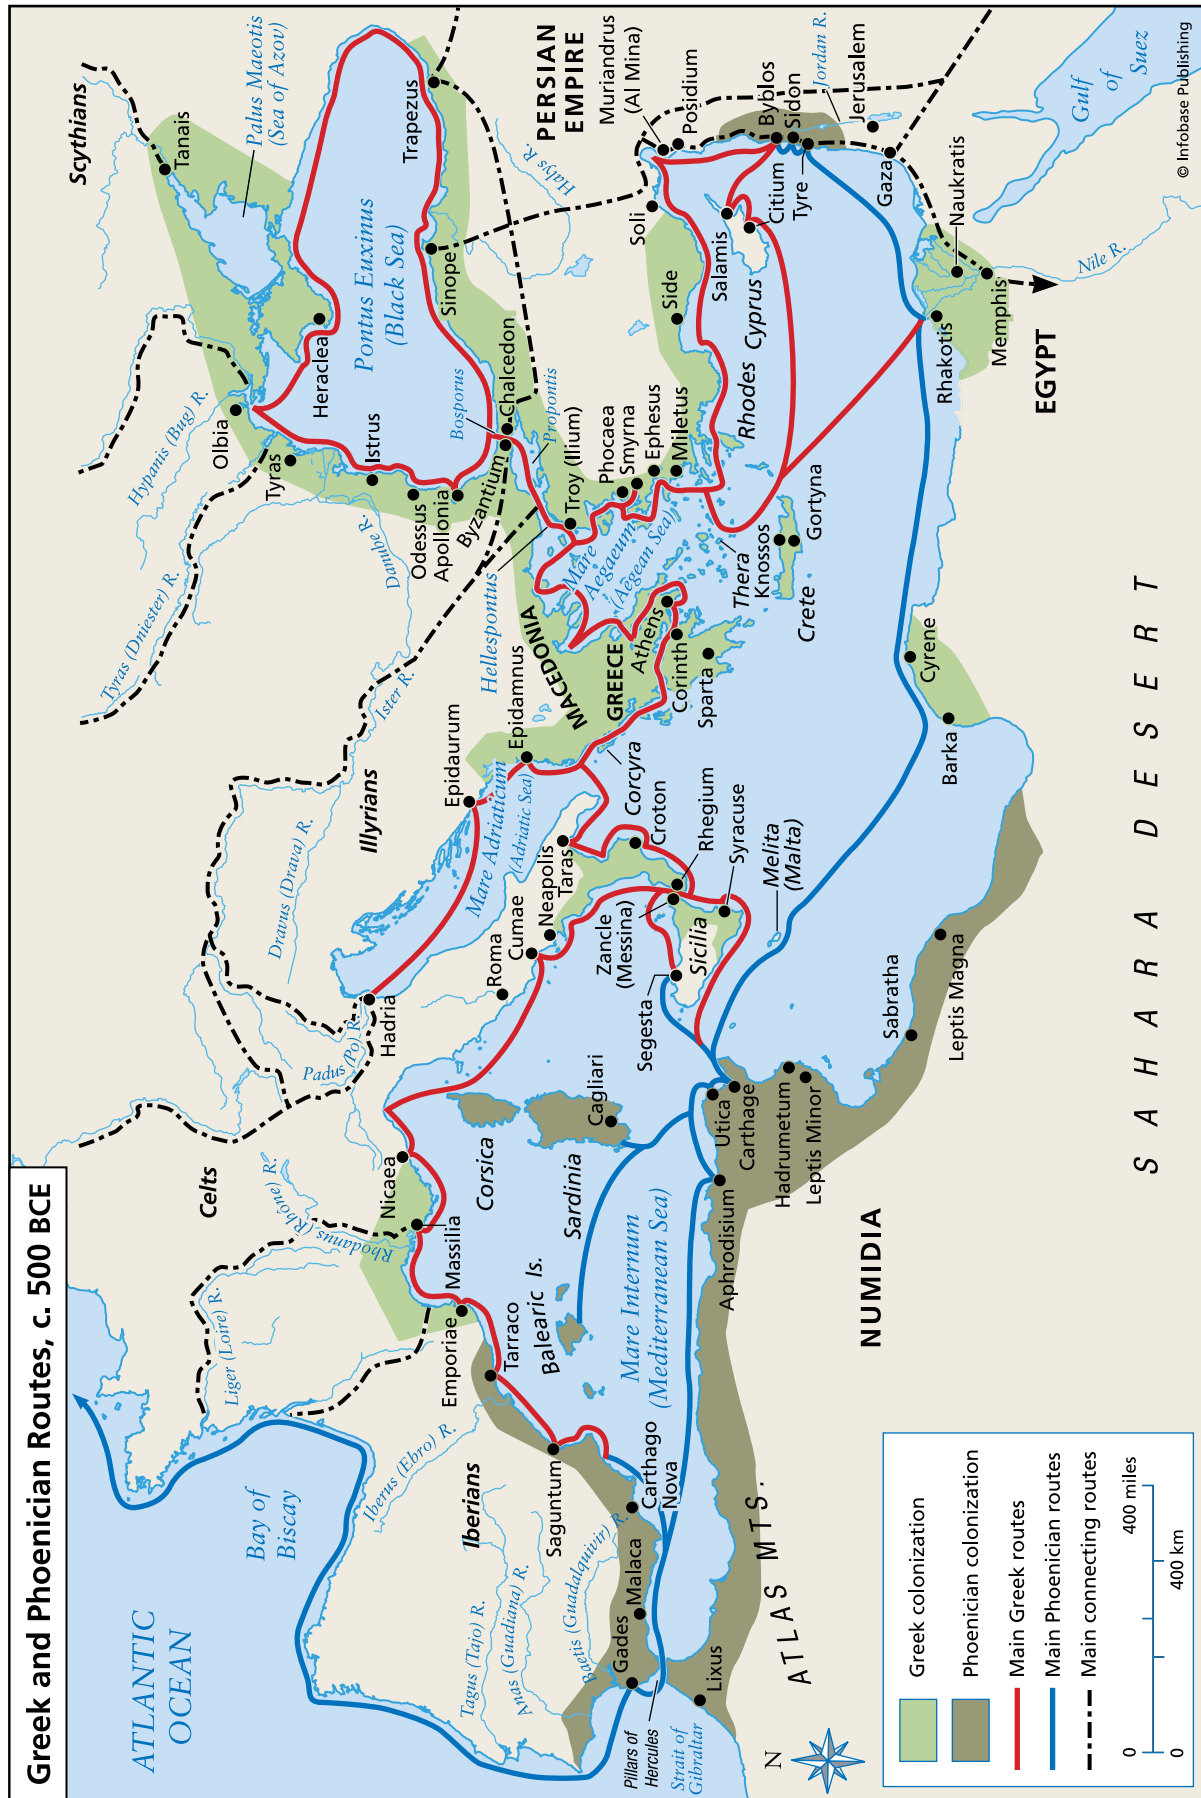 Greek and Phoenician Routes, c. 500 BCE
ATLANTIC
OCEAN
Bay of
Biscay
Liger (Loire) R.
Celts
Rhodanus (Rhône) R.
Padus (Po) R.
Dravus (Drava) R.
Illyrians
Ister R.
Tyras (Dniester) R.
Danube R.
Hypanis (Bug) R.
Scythians
Tanais
Palus Maeotis
(Sea of Azov)
Olbia
Tyras
Heraclea
Istrus
Odessus
Apollonia
Pontus Euxinus
(Black Sea)
Trapezus
Sinope
Bosporus
Byzantium
Chalcedon
Propontis
Halys R.
PERSIAN
EMPIRE
Hellespontus
Troy (Ilium)
MACEDONIA
GREECE
Mare
Aegaeum
(Aegean Sea)
Phocaea
Smyrna
Ephesus
Miletus
Athens
Corinth
Sparta
Thera
Knossos
Gortyna
Crete
Rhodes
Side
Soli
Muriandrus
(Al Mina)
Posidium
Salamis
Citium
Cyprus
Byblos
Sidon
Tyre
Jordan R.
Jerusalem
Gaza
Gulf
of
Suez
Naukratis
Nile R.
Memphis
Rhakotis
EGYPT
Cyrene
Barka
Epidaurum
Epidamnus
Mare Adriaticum
(Adriatic Sea)
Corcyra
Hadria
Roma
Cumae
Neapolis
Taras
Croton
Rhegium
Zancle
(Messina)
Syracuse
Sicilia
Segesta
Melita
(Malta)
Nicaea
Massilia
Emporiae
Tarraco
Corsica
Sardinia
Cagliari
Balearic Is.
Mare Internum
(Mediterranean Sea)
Iberus (Ebro) R.
Iberians
Saguntum
Tagus (Tajo) R.
Anas (Guadiana) R.
Baetis (Guadalquivir) R.
Carthago
Nova
Malaca
Gades
Pillars of
Hercules
Strait of
Gibraltar
Lixus
ATLAS MTS.
NUMIDIA
Aphrodisium
Utica
Carthage
Hadrumetum
Leptis Minor
Sabratha
Leptis Magna
SAHARA DESERT
N
Greek colonization
Phoenician colonization
Main Greek routes
Main Phoenician routes
Main connecting routes
0 400 miles
0 400 km
© Infobase Publishing